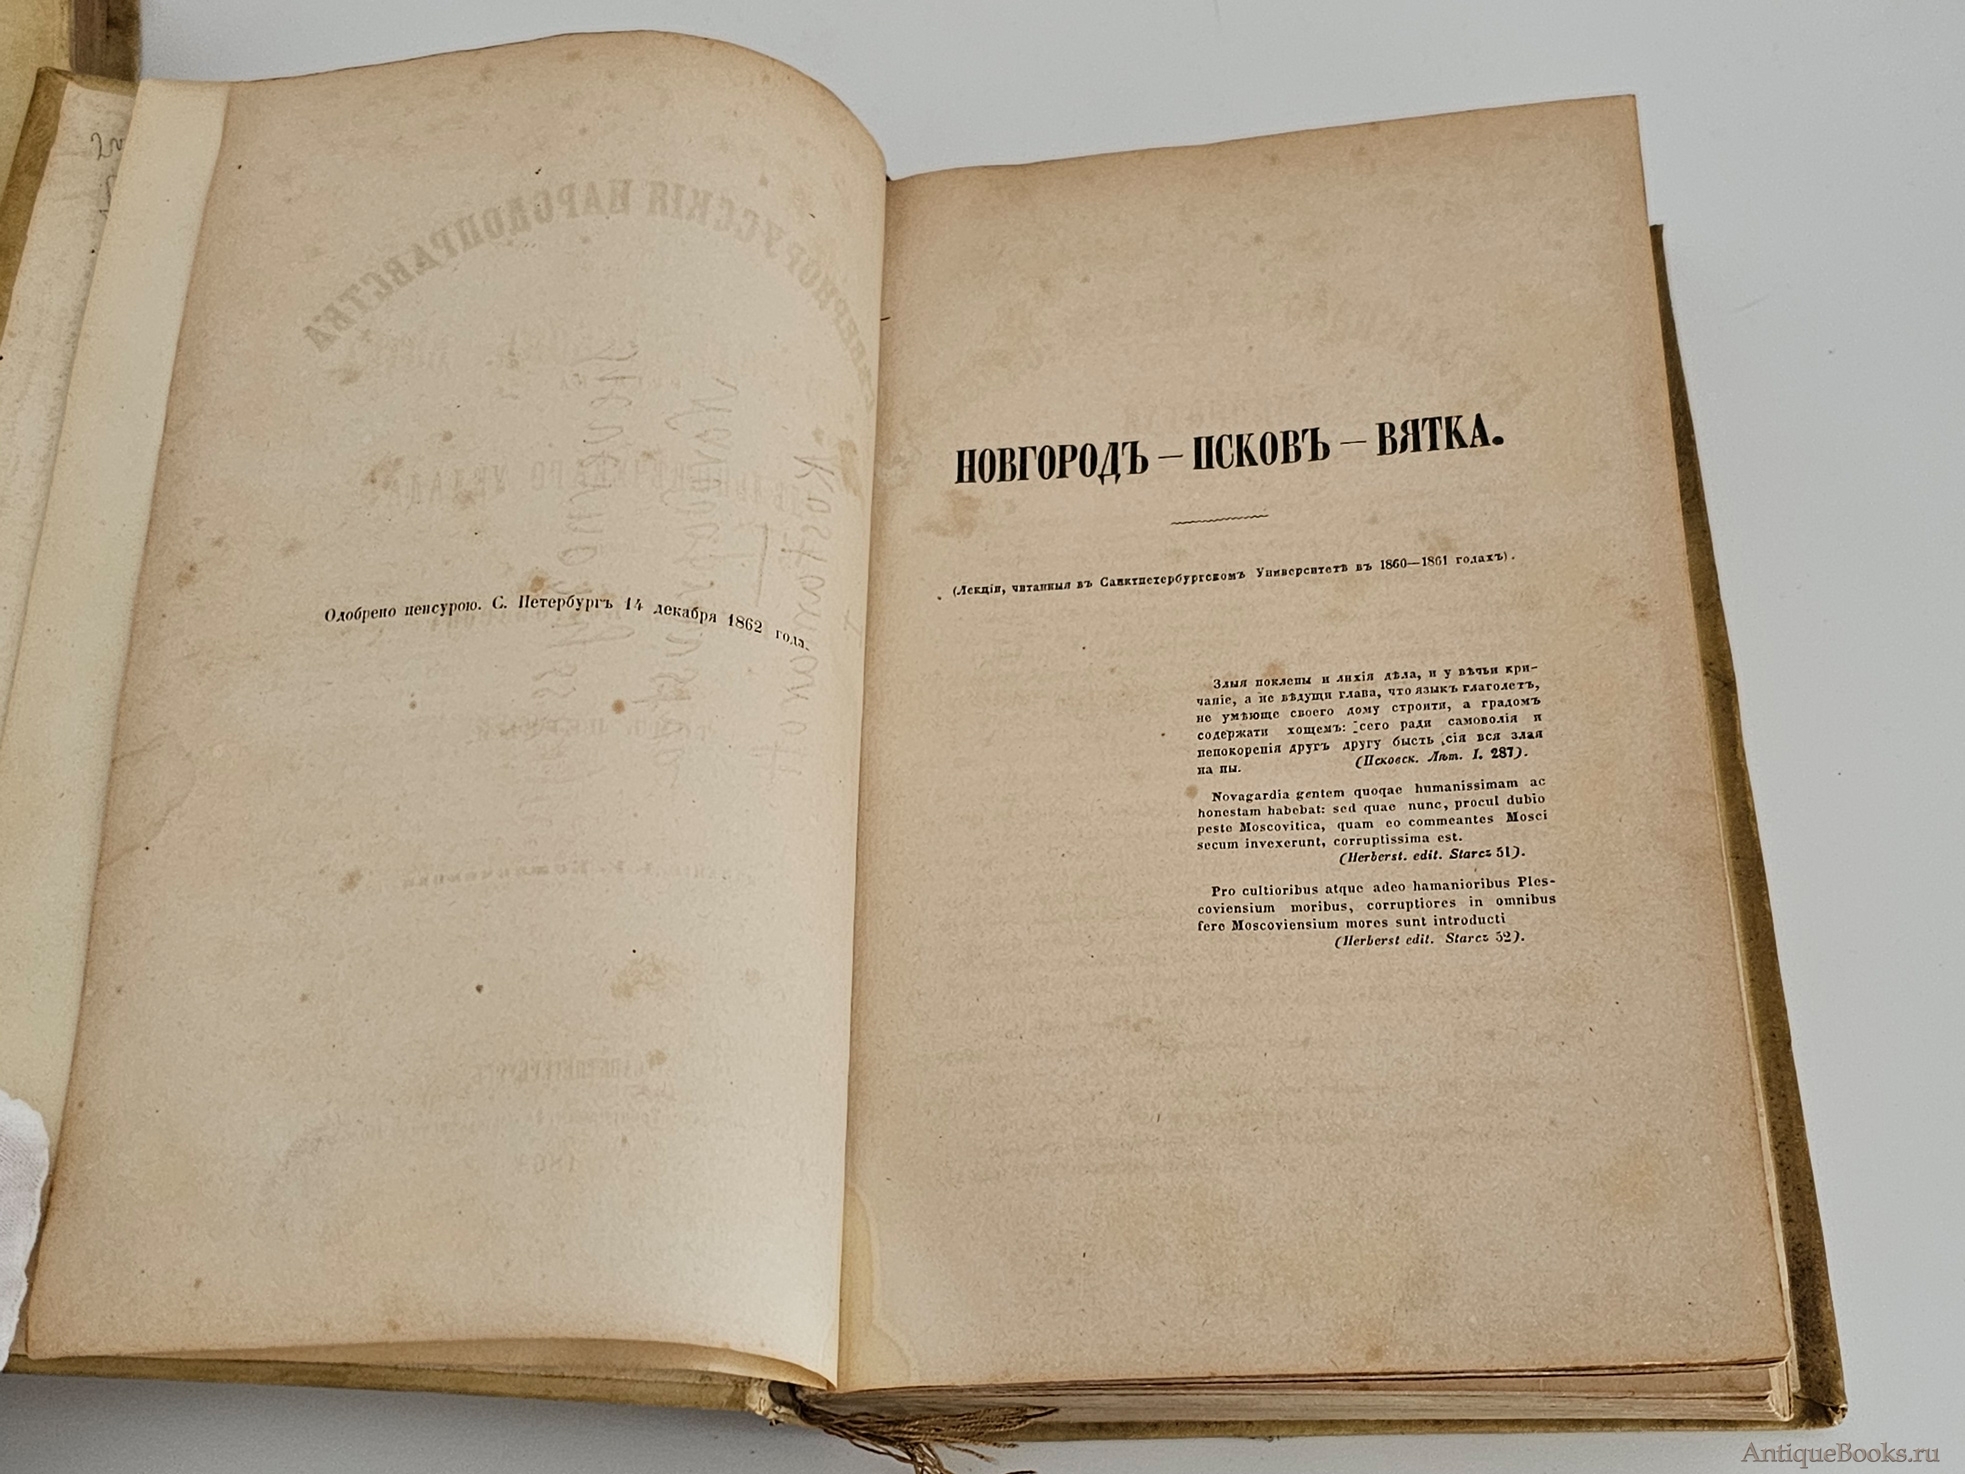 Одобрено ценсурою. С. Петербургъ 14 декабря 1862 года.
НОВГОРОДЪ — ПСКОВЪ — ВЯТКА.
(Лекціи, читанныя въ Санктпетербургскомъ Университетѣ въ 1860—1861 годахъ).
Злыя поклепы и лихія дѣла, и у вѣчьи кри-
чаніе, а не вѣдущи глава, что языкъ глаголетъ,
не умѣюще своего дому строити, а градомъ
содержати хощемъ: сего ради самоволія и
непокоренія другъ другу бысть сія вся злая
на ны. (Псковск. Лѣт. I. 287).
Novagardia gentem quoqae humanissimam ac
honestam habebat: sed quae nunc, procul dubio
peste Moscovitica, quam eo commeantes Mosci
secum invexerunt, corruptissima est.
(Herberst. edit. Starcz 51).
Pro cultioribus atque adeo hamanioribus Ples-
coviensium moribus, corruptiores in omnibus
fere Moscoviensium mores sunt introducti
(Herberst edit. Starcz 52).
AntiqueBooks.ru